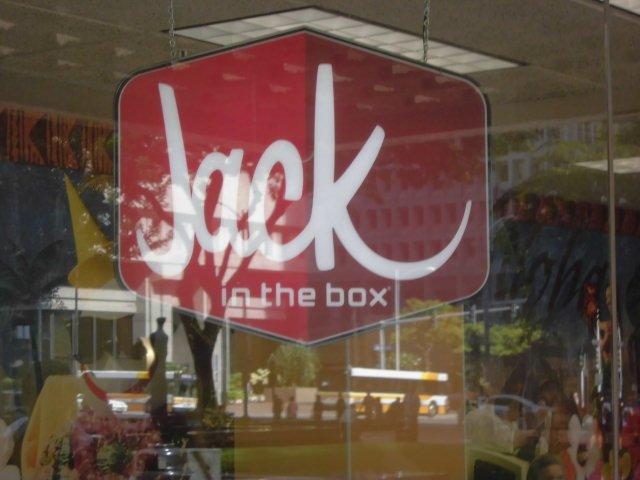 Jack
in the box